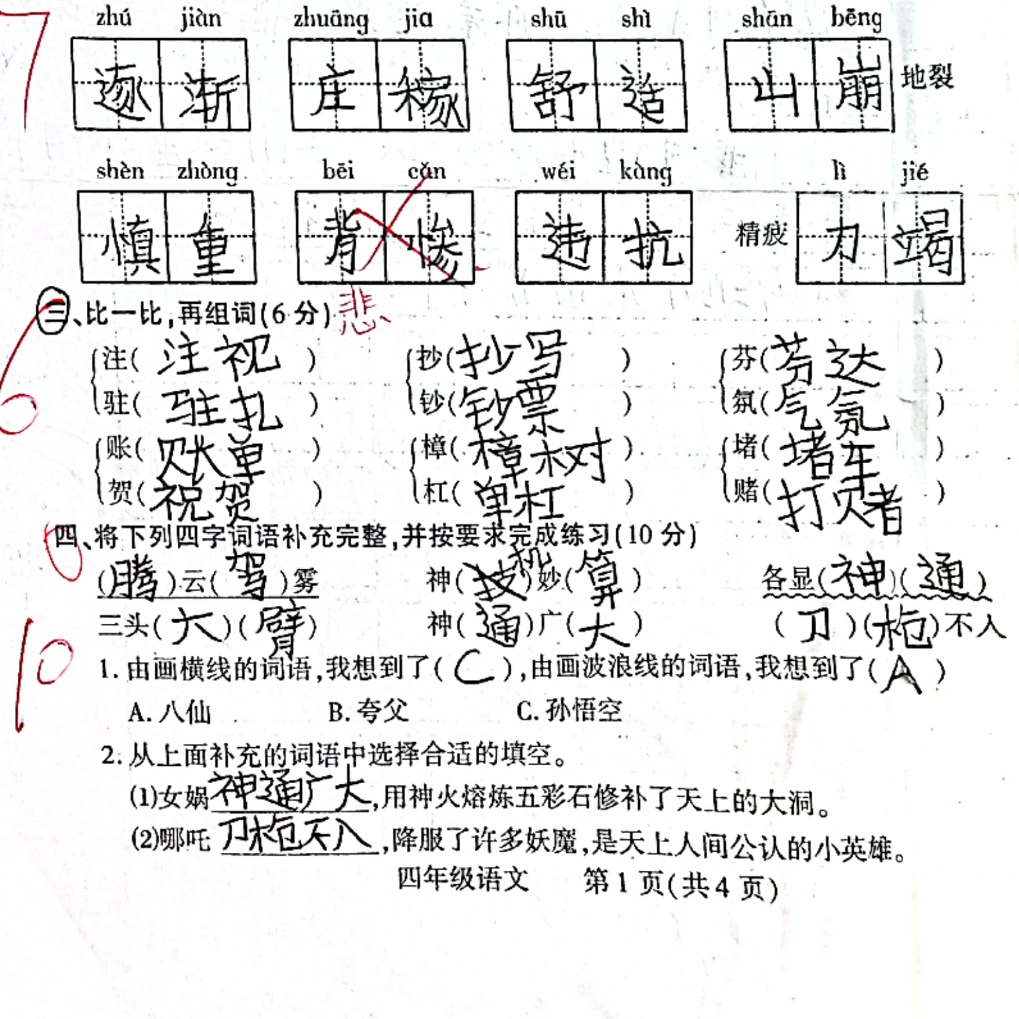 7
zhú jiàn zhuāng jia shū shì shān bēng
逐渐 庄稼 舒适 山崩 地裂
shèn zhòng bēi cǎn wéi kàng lì jié
慎重 背惨 违抗 精疲 力竭
悲
三、比一比,再组词(6分)
6
注(注视) 抄(抄写) 芬(芬达)
驻(驻扎) 钞(钞票) 氛(气氛)
账(账单) 樟(樟木对) 堵(堵车)
贺(祝贺) 杠(单杠) 赌(打赌)
四、将下列四字词语补充完整,并按要求完成练习(10分)
(腾)云(驾)雾 神(机)妙(算) 各显(神)(通)
三头(六)(臂) 神(通)广(大) (刀)(枪)不入
10
1.由画横线的词语,我想到了(C),由画波浪线的词语,我想到了(A)
A.八仙 B.夸父 C.孙悟空
2.从上面补充的词语中选择合适的填空。
(1)女娲神通广大,用神火熔炼五彩石修补了天上的大洞。
(2)哪吒刀枪不入,降服了许多妖魔,是天上人间公认的小英雄。
四年级语文 第1页(共4页)